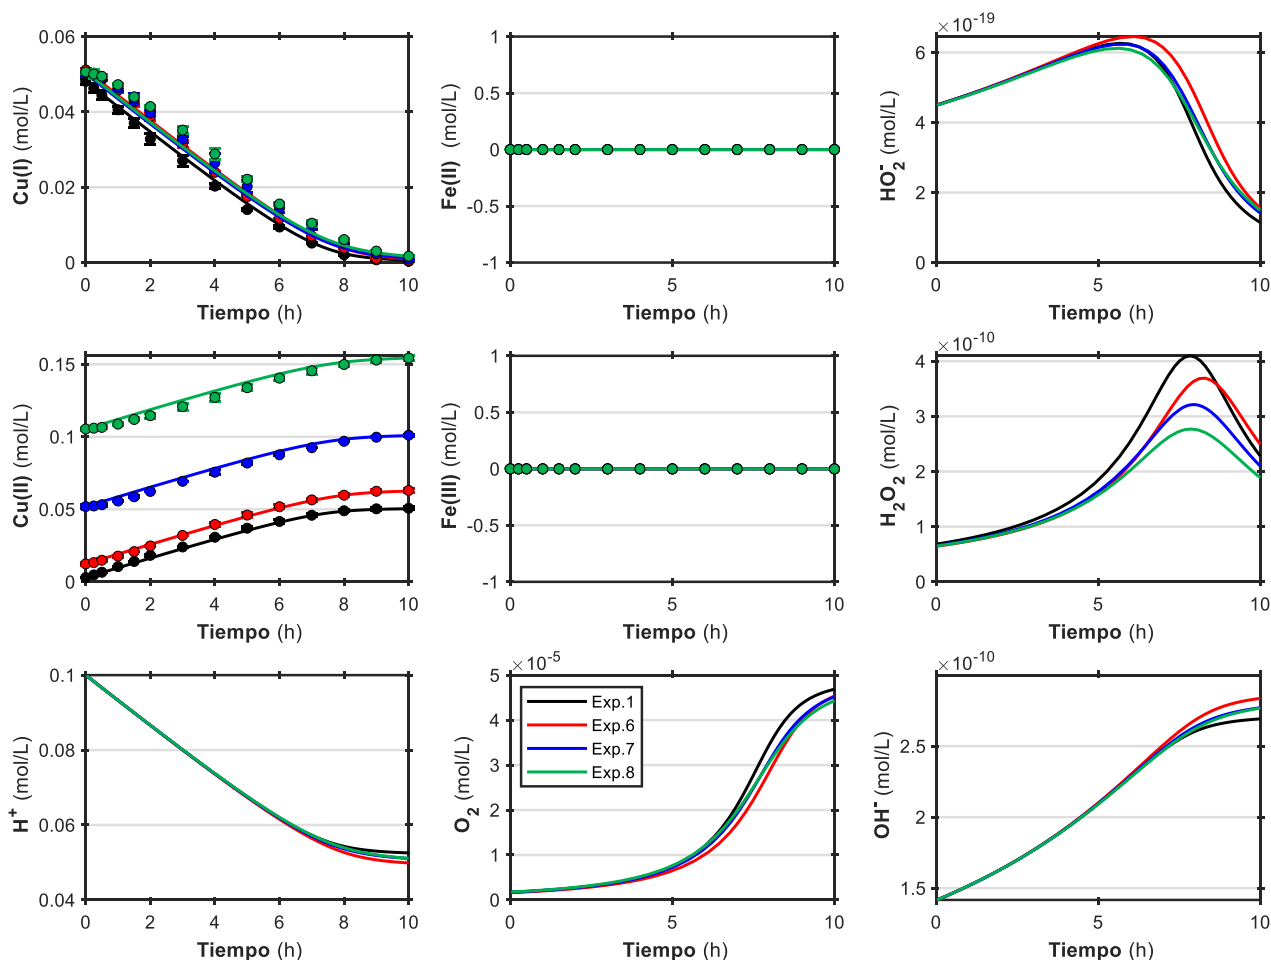 Cu(I) (mol/L)
0.06
0.04
0.02
0
0 2 4 6 8 10
Tiempo (h)
Fe(II) (mol/L)
1
0.5
0
-0.5
-1
0 5 10
Tiempo (h)
×10⁻¹⁹
HO₂⁻ (mol/L)
6
4
2
0
0 5 10
Tiempo (h)
Cu(II) (mol/L)
0.15
0.1
0.05
0
0 2 4 6 8 10
Tiempo (h)
Fe(III) (mol/L)
1
0.5
0
-0.5
-1
0 5 10
Tiempo (h)
×10⁻¹⁰
H₂O₂ (mol/L)
4
3
2
1
0
0 5 10
Tiempo (h)
H⁺ (mol/L)
0.1
0.08
0.06
0.04
0 2 4 6 8 10
Tiempo (h)
×10⁻⁵
O₂ (mol/L)
5
4
3
2
1
0
Exp.1
Exp.6
Exp.7
Exp.8
0 5 10
Tiempo (h)
×10⁻¹⁰
OH⁻ (mol/L)
2.5
2
1.5
0 5 10
Tiempo (h)